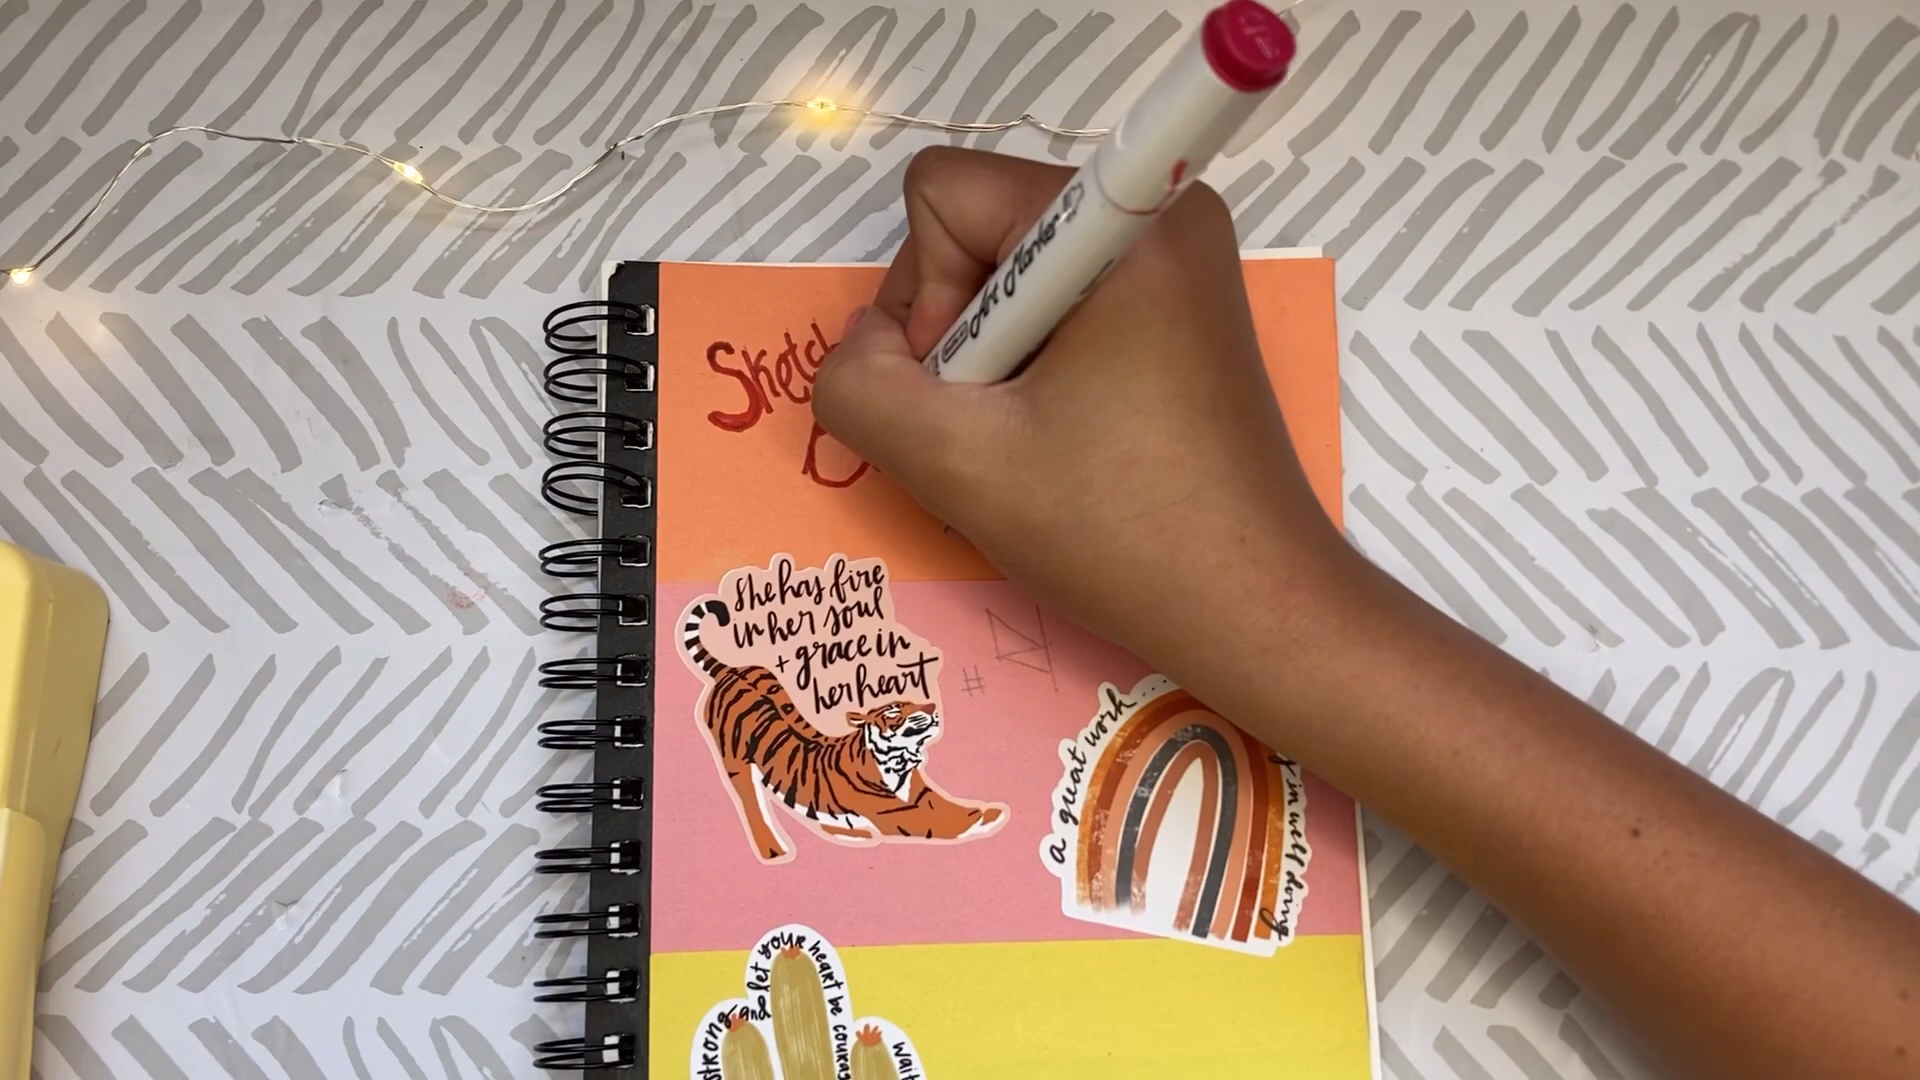 Art Marker
Sketch
She has fire
in her soul
+ grace in
her heart
#
a great work
in well doing
strong and let your heart be
wait